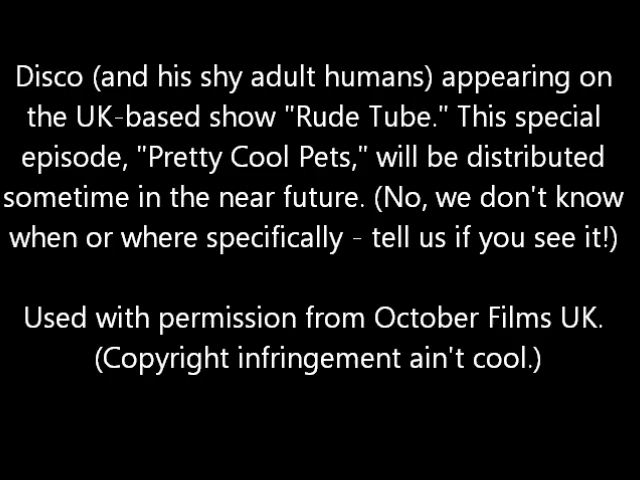 Disco (and his shy adult humans) appearing on
the UK-based show "Rude Tube." This special
episode, "Pretty Cool Pets," will be distributed
sometime in the near future. (No, we don't know
when or where specifically - tell us if you see it!)
Used with permission from October Films UK.
(Copyright infringement ain't cool.)